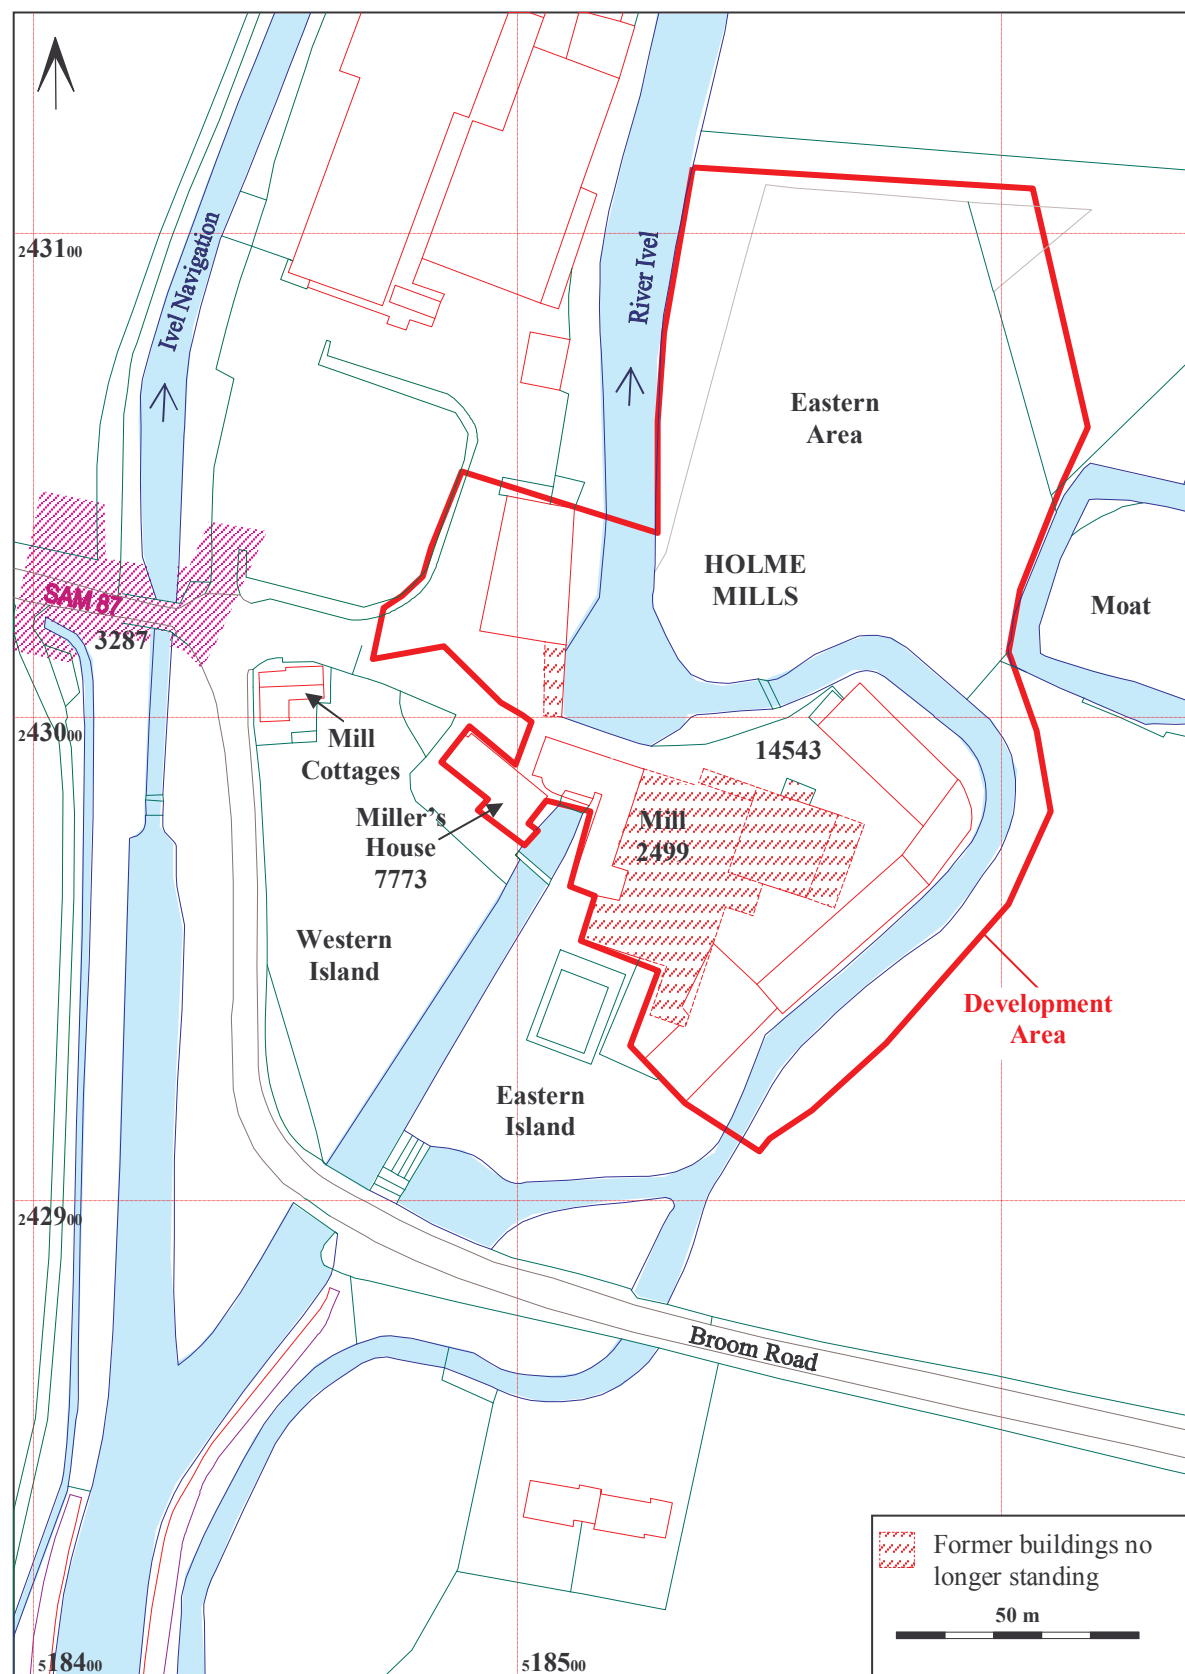 Ivel Navigation
River Ivel
243100
Eastern
Area
HOLME
MILLS
Moat
SAM 87
3287
243000
Mill
Cottages
14543
Miller's
House
7773
Mill
2499
Western
Island
Development
Area
Eastern
Island
242900
Broom Road
Former buildings no
longer standing
50 m
518400
518500